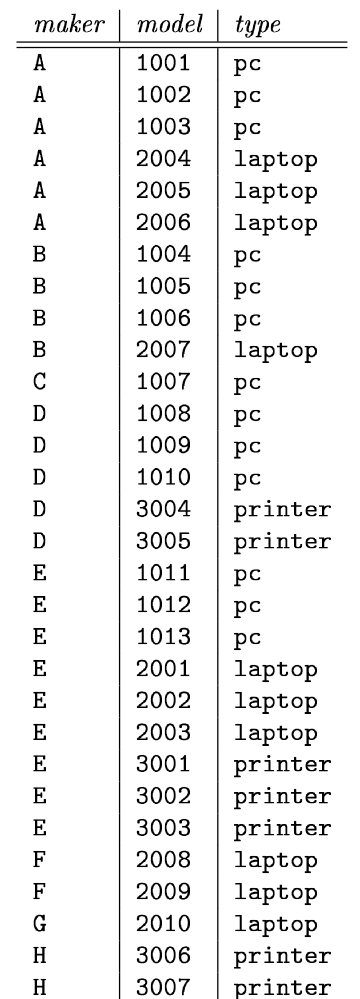 maker model type
A 1001 pc
A 1002 pc
A 1003 pc
A 2004 laptop
A 2005 laptop
A 2006 laptop
B 1004 pc
B 1005 pc
B 1006 pc
B 2007 laptop
C 1007 pc
D 1008 pc
D 1009 pc
D 1010 pc
D 3004 printer
D 3005 printer
E 1011 pc
E 1012 pc
E 1013 pc
E 2001 laptop
E 2002 laptop
E 2003 laptop
E 3001 printer
E 3002 printer
E 3003 printer
F 2008 laptop
F 2009 laptop
G 2010 laptop
H 3006 printer
H 3007 printer